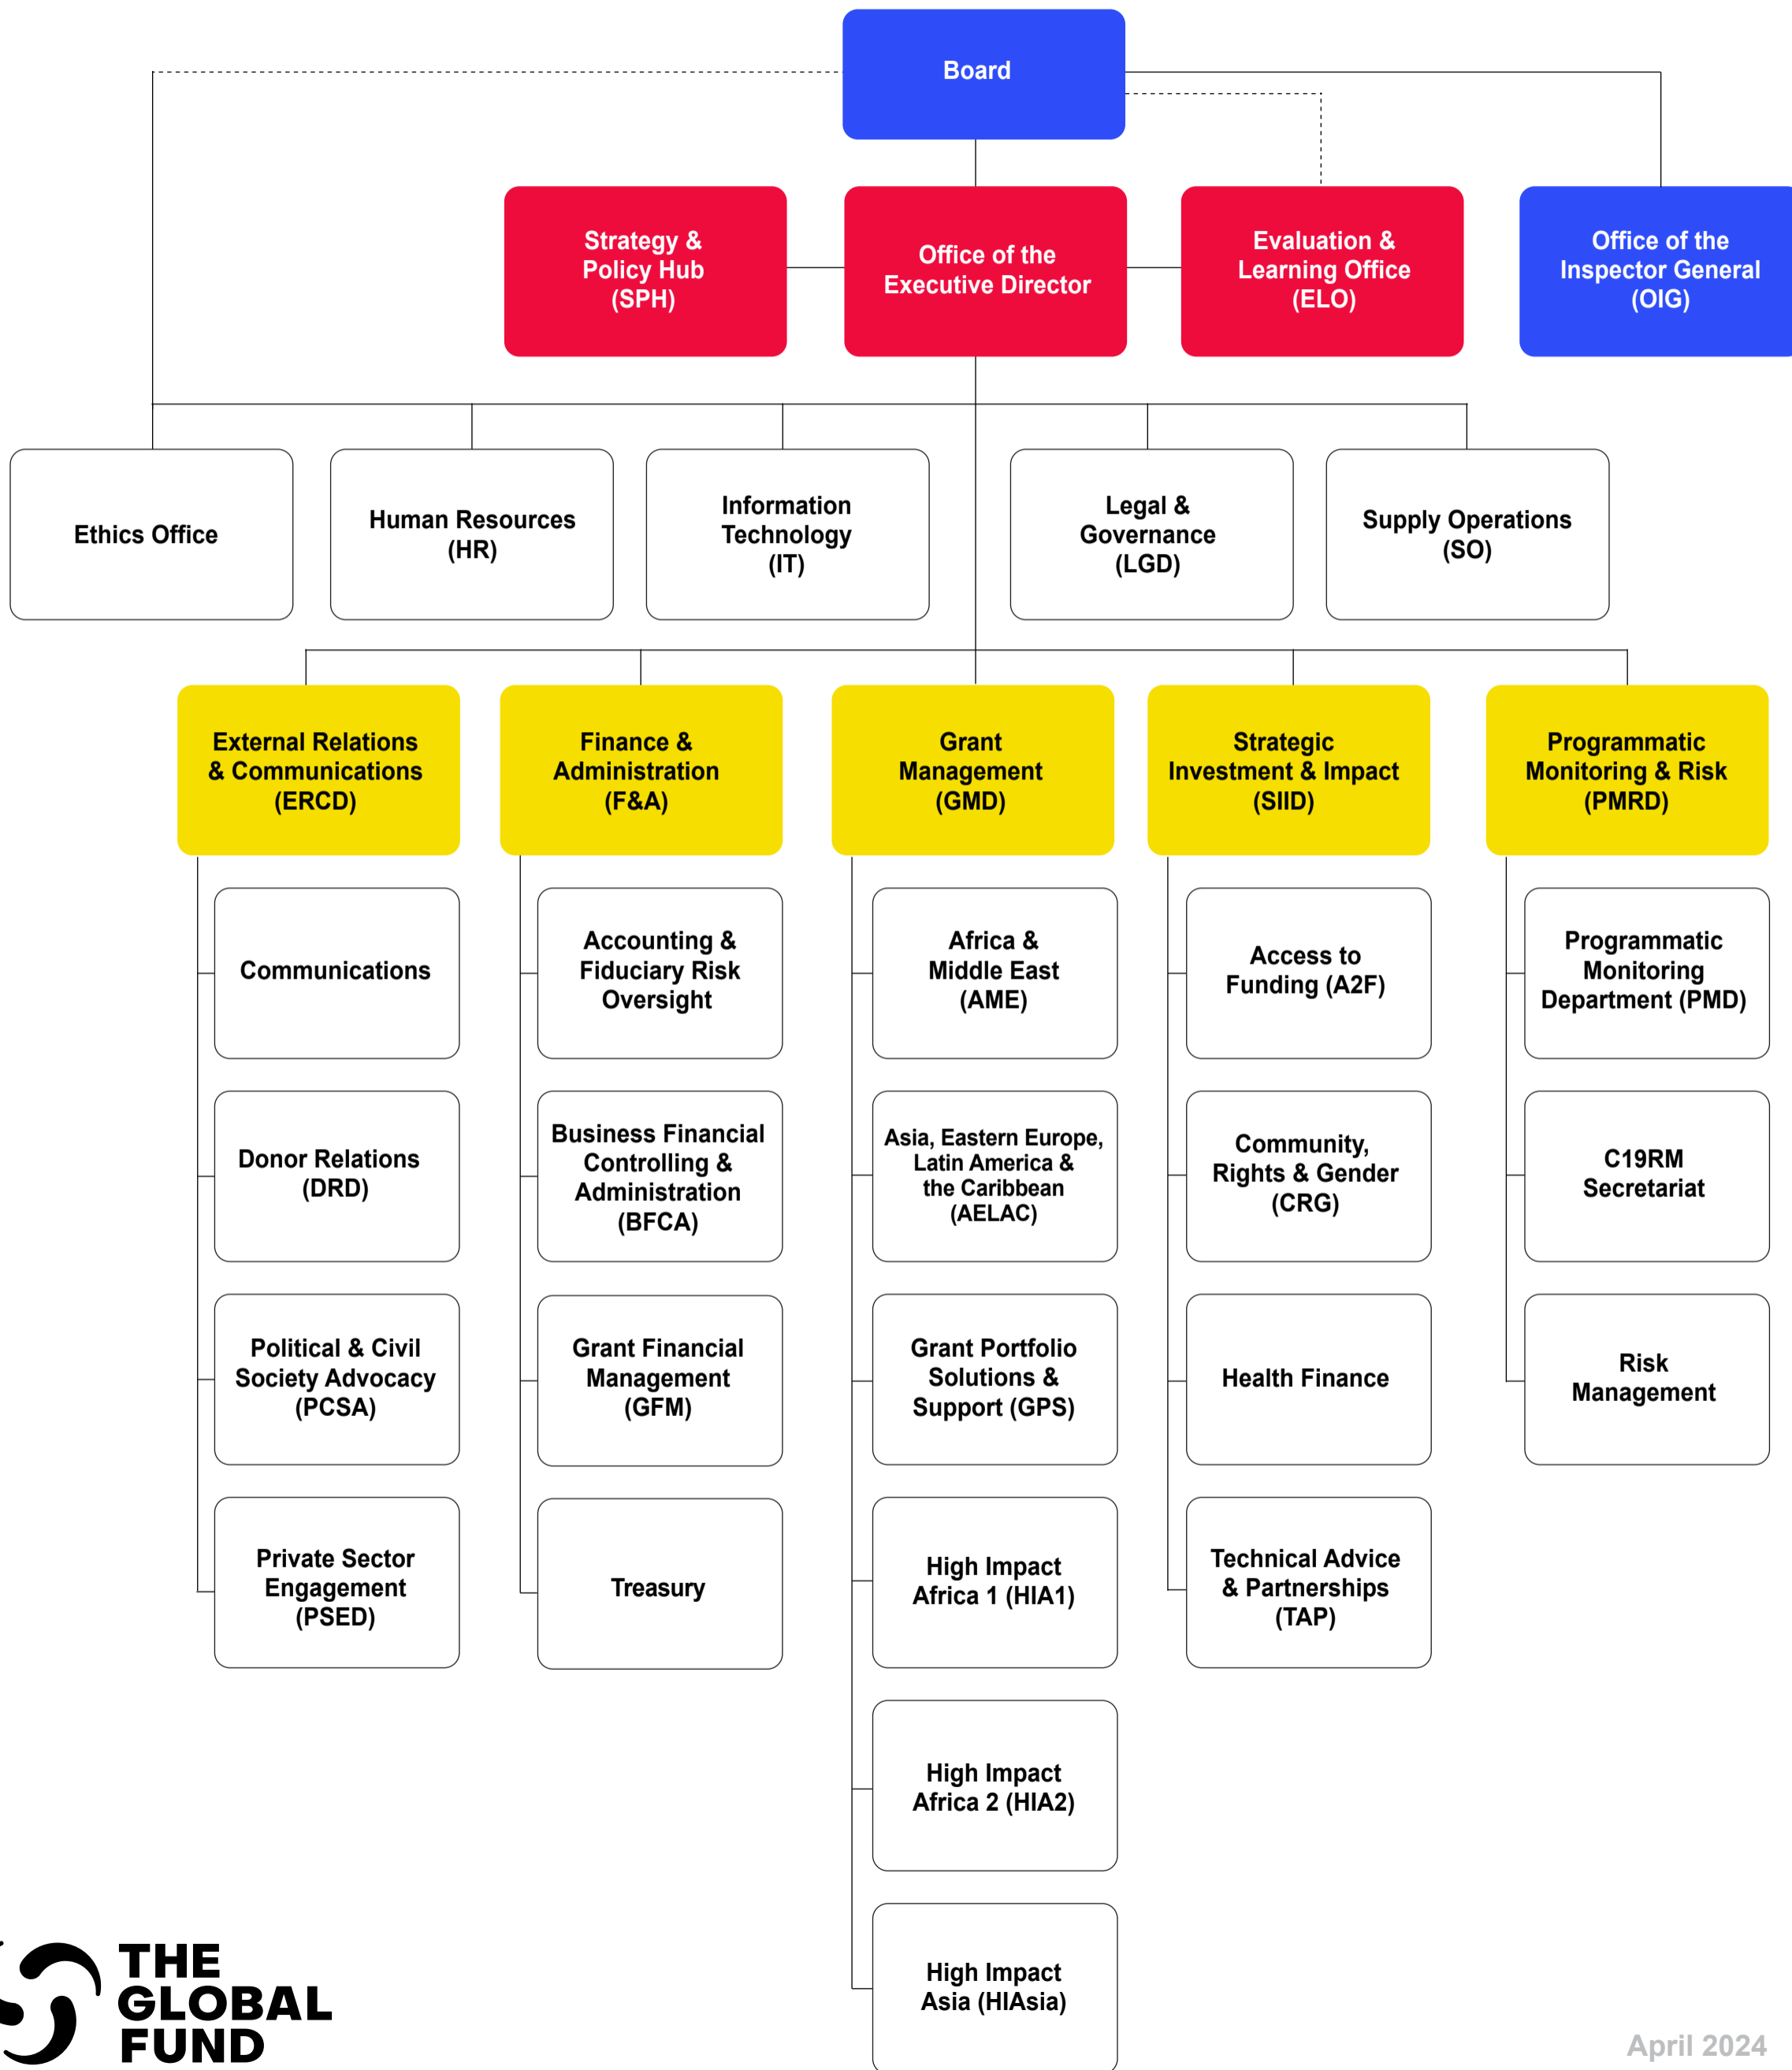 Board
Strategy &
Policy Hub
(SPH)
Office of the
Executive Director
Evaluation &
Learning Office
(ELO)
Office of the
Inspector General
(OIG)
Ethics Office
Human Resources
(HR)
Information
Technology
(IT)
Legal &
Governance
(LGD)
Supply Operations
(SO)
External Relations
& Communications
(ERCD)
Finance &
Administration
(F&A)
Grant
Management
(GMD)
Strategic
Investment & Impact
(SIID)
Programmatic
Monitoring & Risk
(PMRD)
Communications
Donor Relations
(DRD)
Political & Civil
Society Advocacy
(PCSA)
Private Sector
Engagement
(PSED)
Accounting &
Fiduciary Risk
Oversight
Business Financial
Controlling &
Administration
(BFCA)
Grant Financial
Management
(GFM)
Treasury
Africa &
Middle East
(AME)
Asia, Eastern Europe,
Latin America &
the Caribbean
(AELAC)
Grant Portfolio
Solutions &
Support (GPS)
High Impact
Africa 1 (HIA1)
High Impact
Africa 2 (HIA2)
High Impact
Asia (HIAsia)
Access to
Funding (A2F)
Community,
Rights & Gender
(CRG)
Health Finance
Technical Advice
& Partnerships
(TAP)
Programmatic
Monitoring
Department (PMD)
C19RM
Secretariat
Risk
Management
THE
GLOBAL
FUND
April 2024